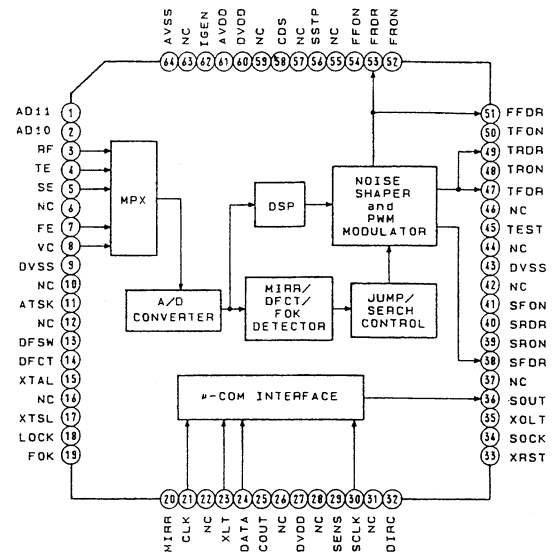 AVSS
NC
IGEN
AVDD
DVDD
NC
CDS
NC
SSTP
NC
FFON
FRDR
FRON
64
63
62
61
60
59
58
57
56
55
54
53
52
AD11 1
AD10 2
RF 3
TE 4
SE 5
NC 6
FE 7
VC 8
DVSS 9
NC 10
ATSK 11
NC 12
DFSW 13
DFCT 14
XTAL 15
NC 16
XTSL 17
LOCK 18
FOK 19
MPX
DSP
NOISE
SHAPER
and
PWM
MODULATOR
A/D
CONVERTER
MIRR/
DFCT/
FOK
DETECTOR
JUMP/
SERCH
CONTROL
μ-COM INTERFACE
51 FFDR
50 TFON
49 TRDR
48 TRON
47 TFDR
46 NC
45 TEST
44 NC
43 DVSS
42 NC
41 SFON
40 SRDR
39 SRON
38 SFDR
37 NC
36 SOUT
35 XOLT
34 SOCK
33 XRST
20
21
22
23
24
25
26
27
28
29
30
31
32
MIRR
CLK
NC
XLT
DATA
COUT
NC
DVDD
NC
SENS
SCLK
NC
DIRC